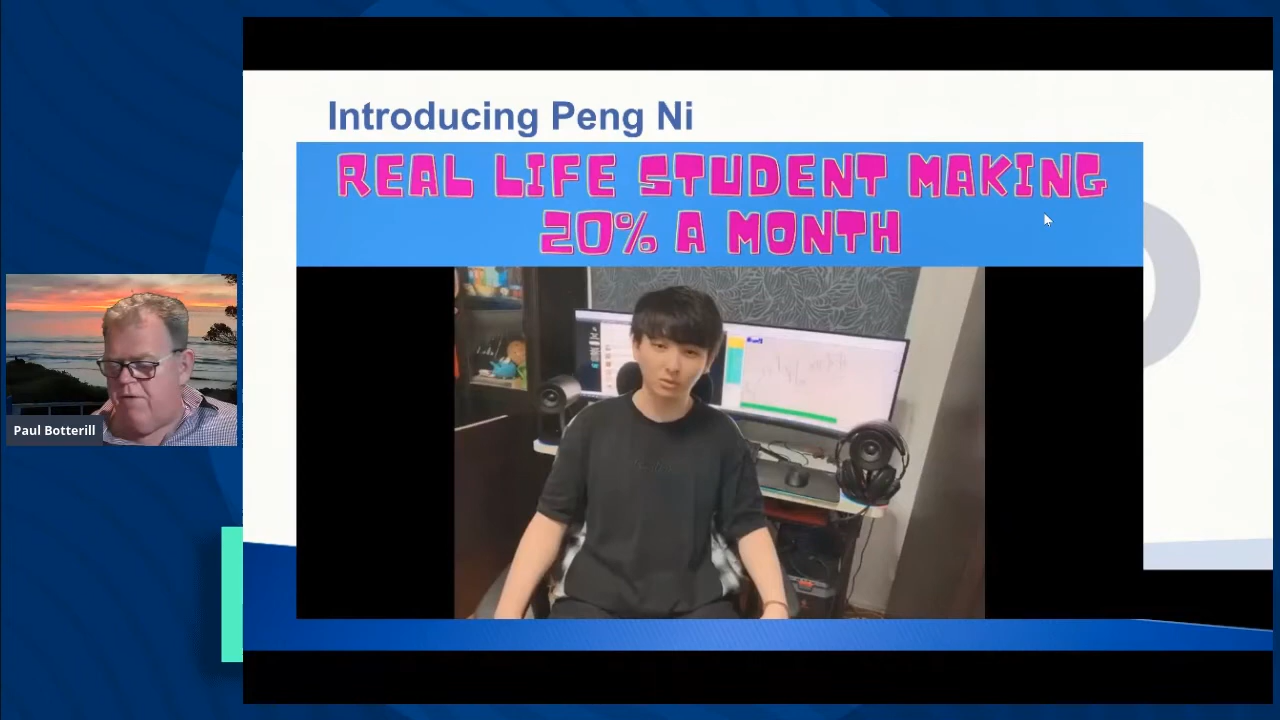 Introducing Peng Ni
REAL LIFE STUDENT MAKING
20% A MONTH
Paul Botterill